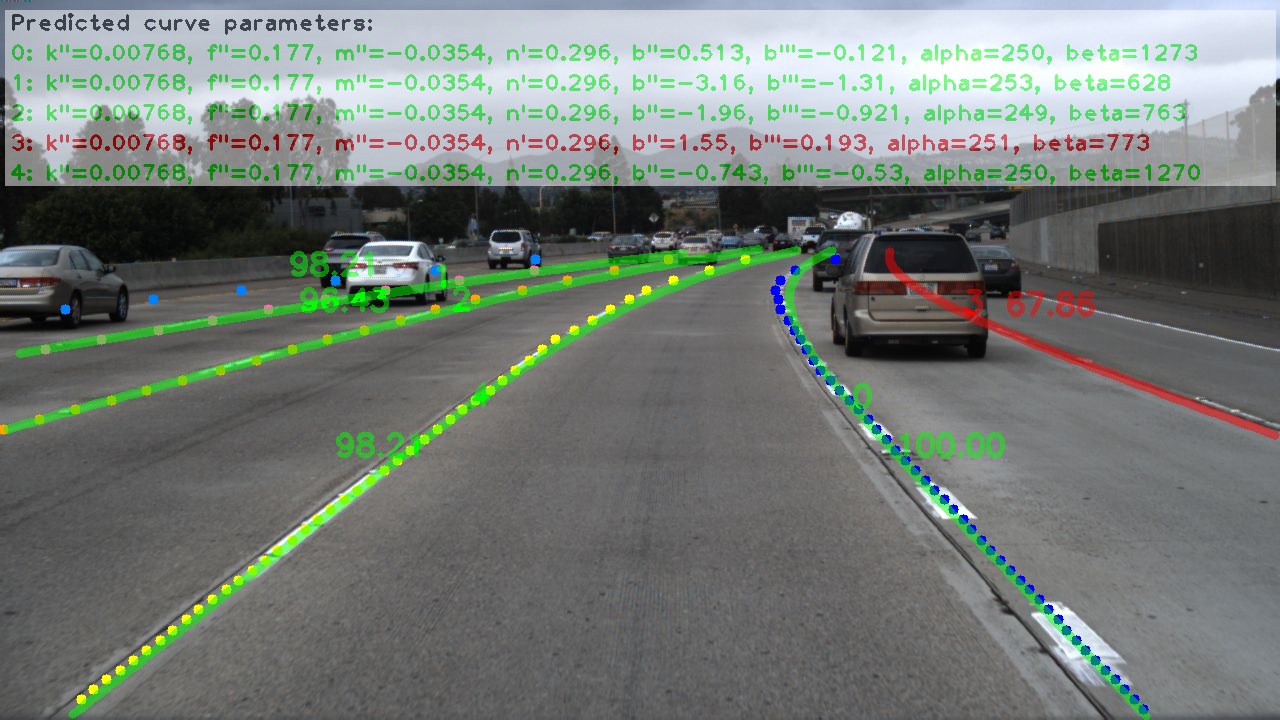 Predicted curve parameters:
0: k''=0.00768, f''=0.177, m''=-0.0354, n'=0.296, b''=0.513, b'''=-0.121, alpha=250, beta=1273
1: k''=0.00768, f''=0.177, m''=-0.0354, n'=0.296, b''=-3.16, b'''=-1.31, alpha=253, beta=628
2: k''=0.00768, f''=0.177, m''=-0.0354, n'=0.296, b''=-1.96, b'''=-0.921, alpha=249, beta=763
3: k''=0.00768, f''=0.177, m''=-0.0354, n'=0.296, b''=1.55, b'''=0.193, alpha=251, beta=773
4: k''=0.00768, f''=0.177, m''=-0.0354, n'=0.296, b''=-0.743, b'''=-0.53, alpha=250, beta=1270
98.21
1
96.43
2
3
67.86
4
0
98.21
100.00